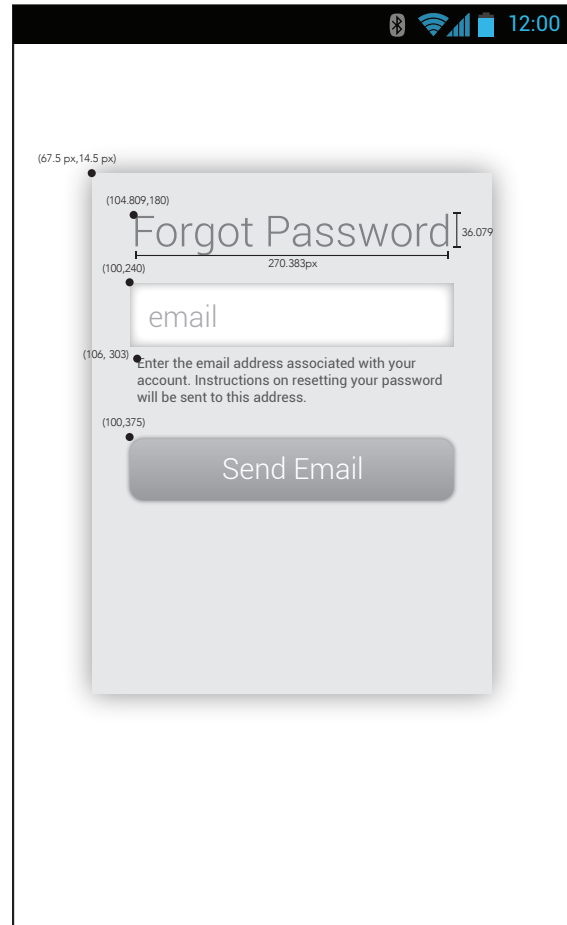 12:00
(67.5 px,14.5 px)
(104.809,180)
Forgot Password
36.079
270.383px
(100,240)
email
(106, 303)
Enter the email address associated with your
account. Instructions on resetting your password
will be sent to this address.
(100,375)
Send Email